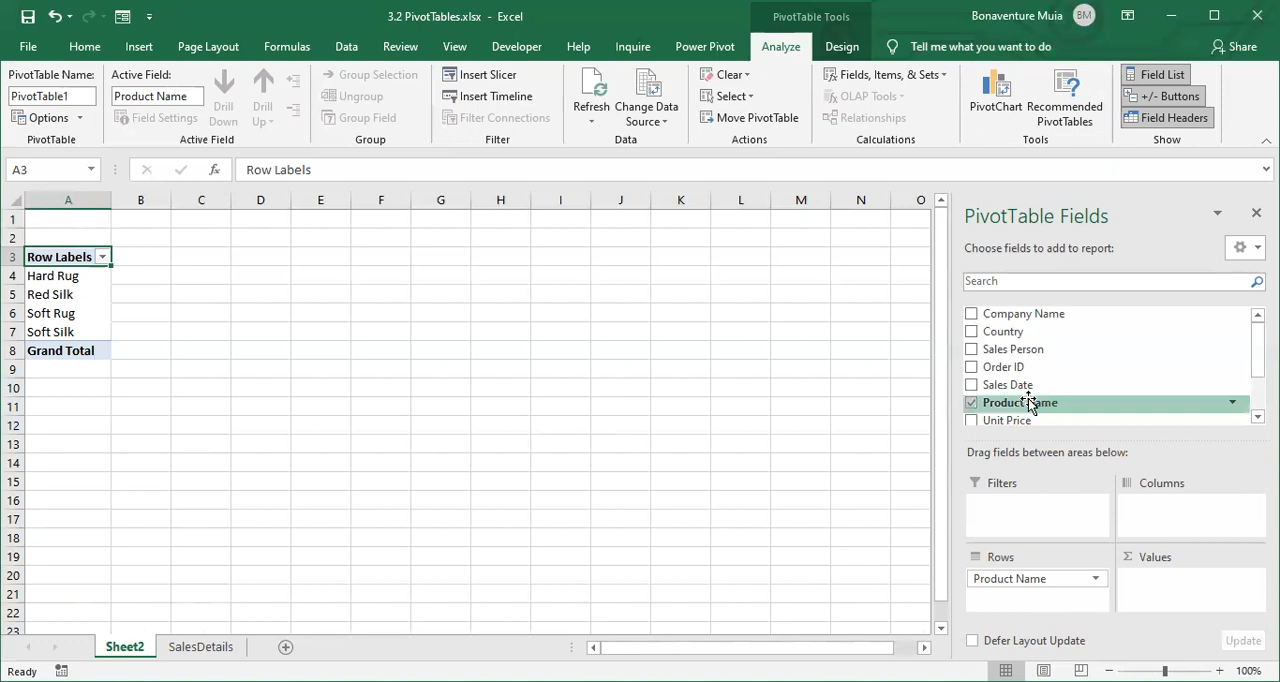 3.2 PivotTables.xlsx - Excel
PivotTable Tools
Bonaventure Muia
BM
File
Home
Insert
Page Layout
Formulas
Data
Review
View
Developer
Help
Inquire
Power Pivot
Analyze
Design
Tell me what you want to do
Share
PivotTable Name:
PivotTable1
Options
PivotTable
Active Field:
Product Name
Field Settings
Drill Down
Drill Up
Active Field
Group Selection
Ungroup
Group Field
Group
Insert Slicer
Insert Timeline
Filter Connections
Filter
Refresh
Change Data Source
Data
Clear
Select
Move PivotTable
Actions
Fields, Items, & Sets
OLAP Tools
Relationships
Calculations
PivotChart
Recommended PivotTables
Tools
Field List
+/- Buttons
Field Headers
Show
A3
fx
Row Labels
A B C D E F G H I J K L M N O
1
2
3 Row Labels
4 Hard Rug
5 Red Silk
6 Soft Rug
7 Soft Silk
8 Grand Total
9
10
11
12
13
14
15
16
17
18
19
20
21
22
23
PivotTable Fields
Choose fields to add to report:
Search
Company Name
Country
Sales Person
Order ID
Sales Date
Product Name
Unit Price
Drag fields between areas below:
Filters
Columns
Rows
Σ Values
Product Name
Defer Layout Update
Update
Sheet2
SalesDetails
Ready
100%